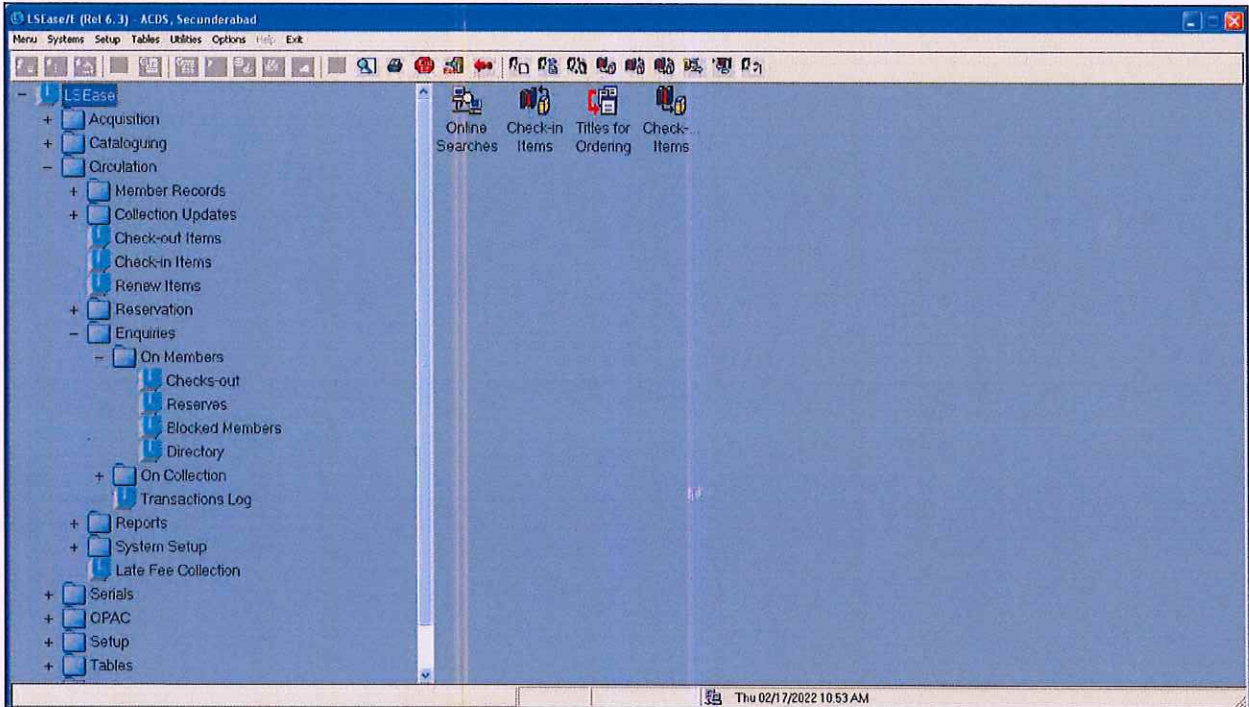 LSEase/E (Rel 6.3) - ACDS, Secunderabad
Menu Systems Setup Tables Utilities Options Help Exit
LSEase
Acquisition
Cataloguing
Circulation
Member Records
Collection Updates
Check-out Items
Check-in Items
Renew Items
Reservation
Enquiries
On Members
Checks-out
Reserves
Blocked Members
Directory
On Collection
Transactions Log
Reports
System Setup
Late Fee Collection
Serials
OPAC
Setup
Tables
Online Check-in Titles for Check-...
Searches Items Ordering Items
Thu 02/17/2022 10:53 AM